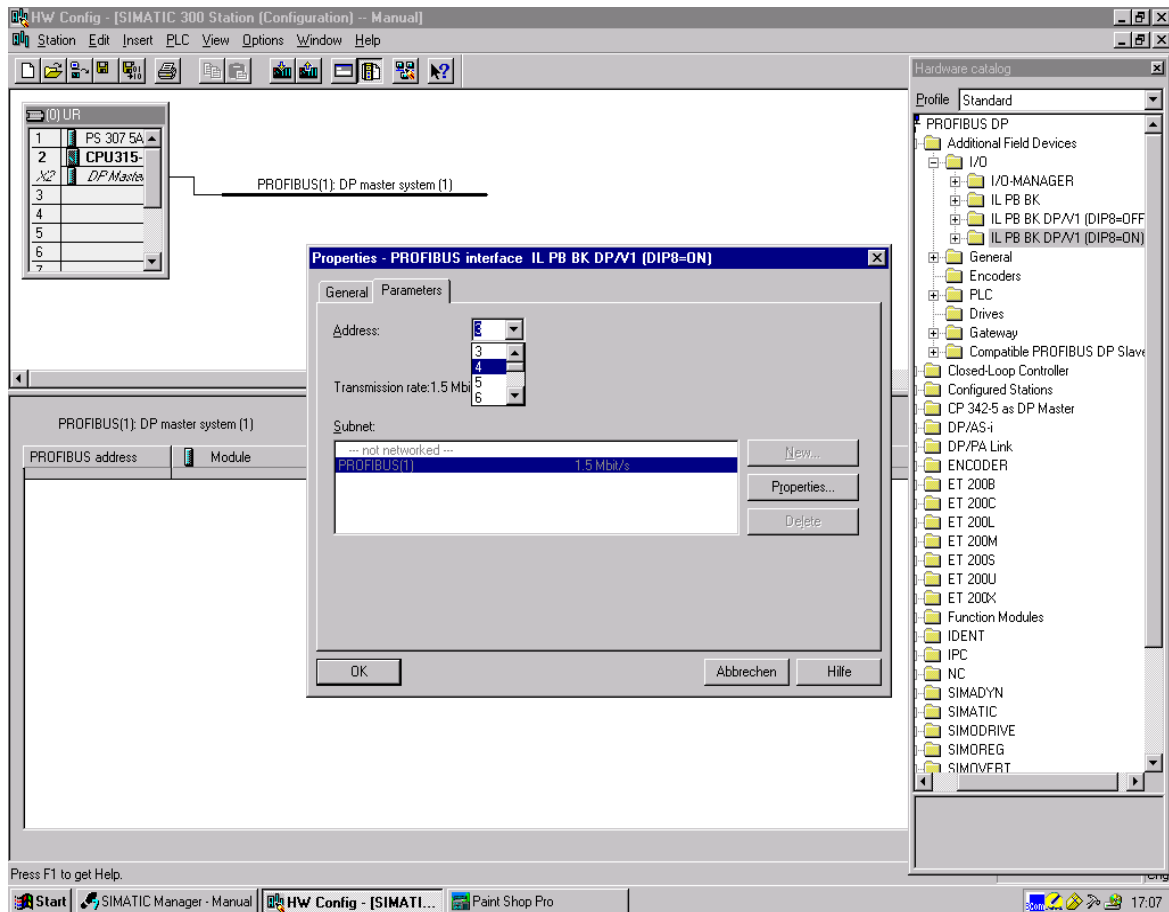 HW Config - [SIMATIC 300 Station (Configuration) -- Manual]
Station Edit Insert PLC View Options Window Help
(0) UR
1 PS 307 5A
2 CPU315-
X2 DP Maste
3
4
5
6
7
PROFIBUS(1): DP master system (1)
Properties - PROFIBUS interface IL PB BK DP/V1 (DIP8=ON)
General Parameters
Address: 3
3
4
5
6
Transmission rate:1.5 Mbi
Subnet:
--- not networked ---
PROFIBUS(1) 1.5 Mbit/s
New...
Properties...
Delete
OK Abbrechen Hilfe
PROFIBUS(1): DP master system (1)
PROFIBUS address Module
Hardware catalog
Profile Standard
PROFIBUS DP
Additional Field Devices
I/O
I/O-MANAGER
IL PB BK
IL PB BK DP/V1 (DIP8=OFF
IL PB BK DP/V1 (DIP8=ON)
General
Encoders
PLC
Drives
Gateway
Compatible PROFIBUS DP Slave
Closed-Loop Controller
Configured Stations
CP 342-5 as DP Master
DP/AS-i
DP/PA Link
ENCODER
ET 200B
ET 200C
ET 200L
ET 200M
ET 200S
ET 200U
ET 200X
Function Modules
IDENT
IPC
NC
SIMADYN
SIMATIC
SIMODRIVE
SIMOREG
SIMOVERT
Press F1 to get Help.
Start SIMATIC Manager - Manual HW Config - [SIMATI... Paint Shop Pro 17:07